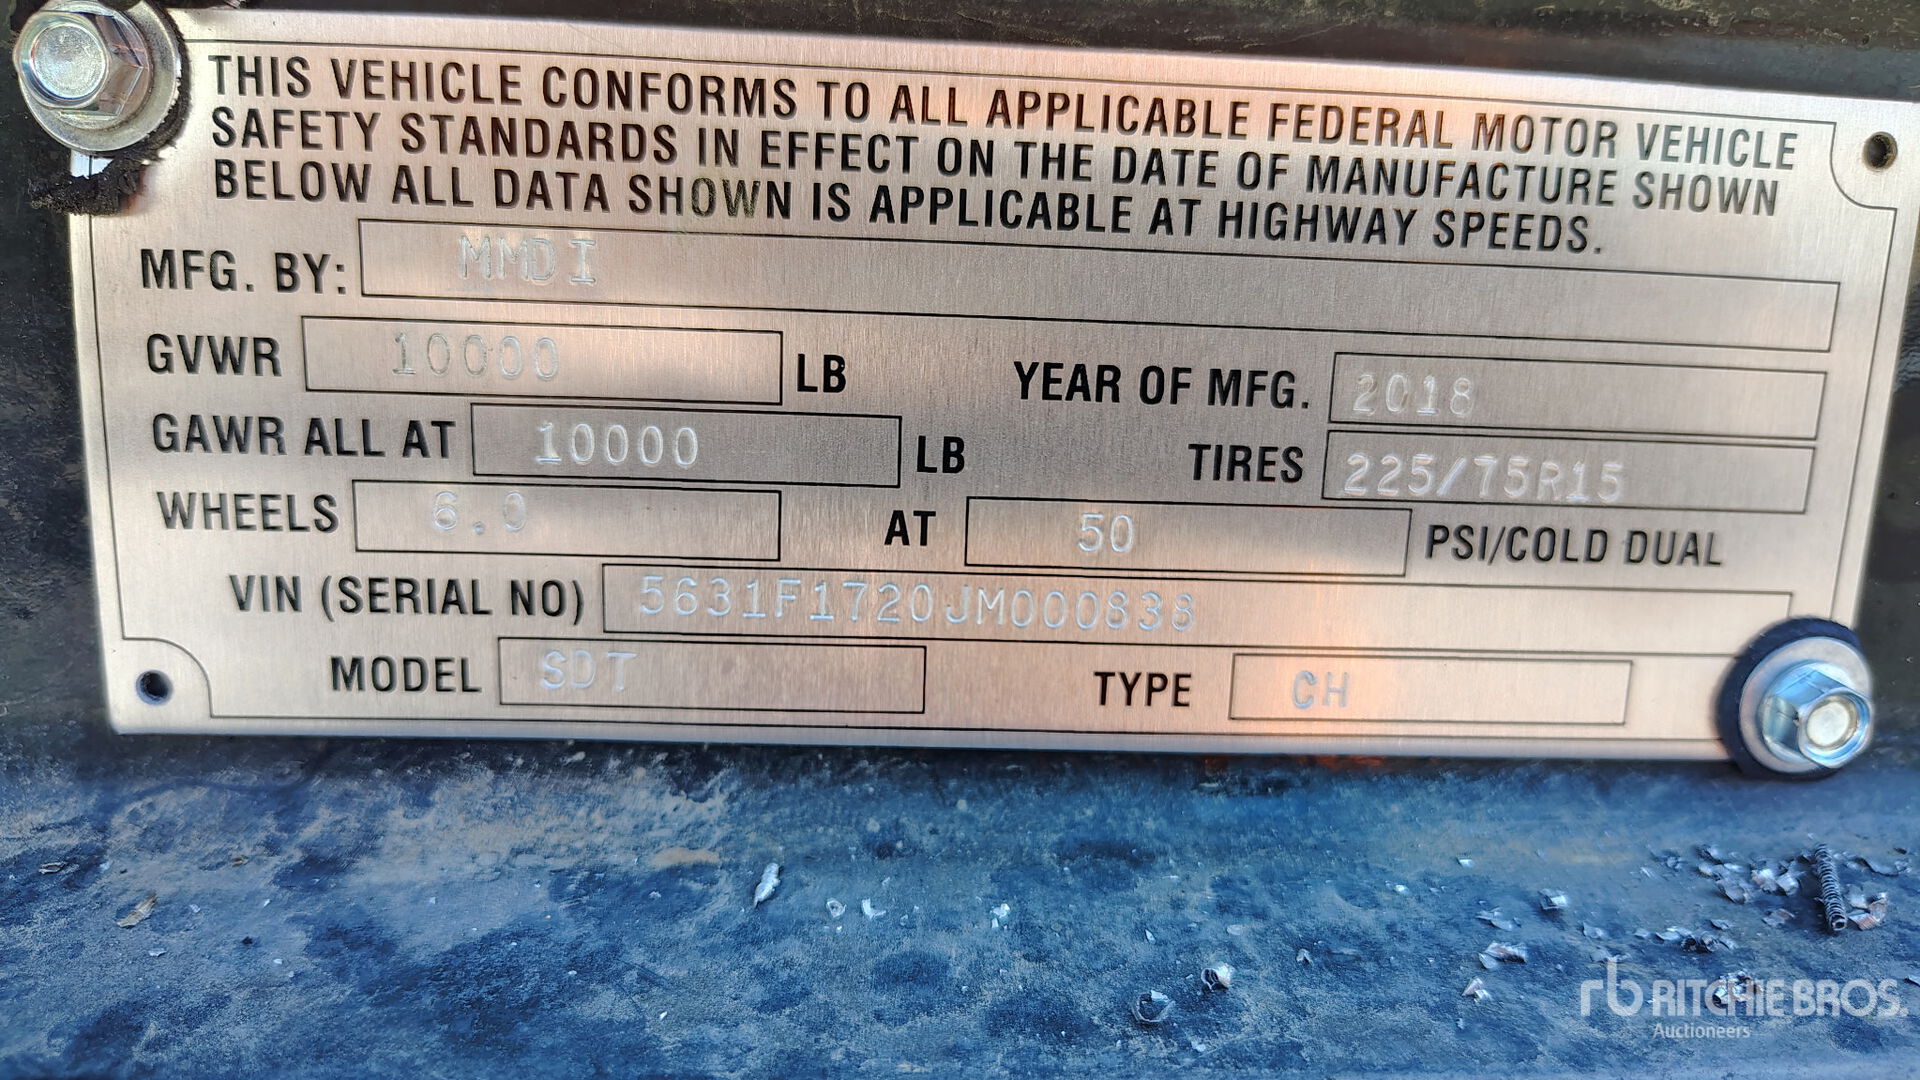 THIS VEHICLE CONFORMS TO ALL APPLICABLE FEDERAL MOTOR VEHICLE
SAFETY STANDARDS IN EFFECT ON THE DATE OF MANUFACTURE SHOWN
BELOW ALL DATA SHOWN IS APPLICABLE AT HIGHWAY SPEEDS.
MFG. BY: MMDI
GVWR 10000 LB YEAR OF MFG. 2018
GAWR ALL AT 10000 LB TIRES 225/75R15
WHEELS 6.0 AT 50 PSI/COLD DUAL
VIN (SERIAL NO) 5631F1720JM000838
MODEL SDT TYPE CH
rb RITCHIE BROS.
Auctioneers